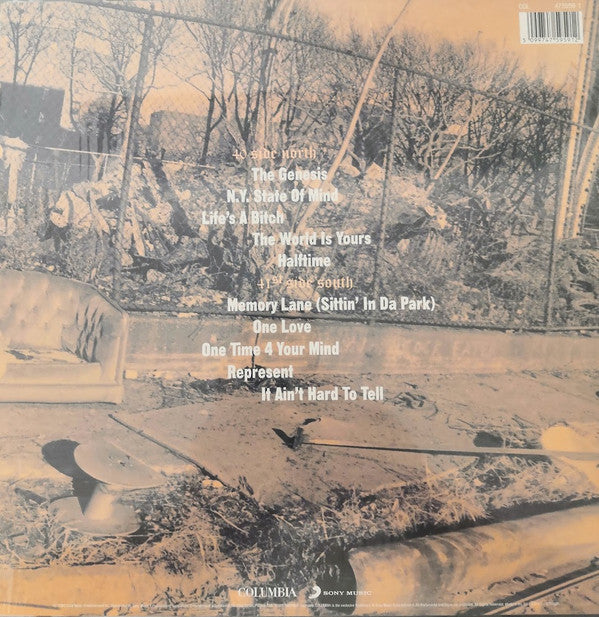 COL
40 side north
The Genesis
N.Y. State Of Mind
Life's A Bitch
The World Is Yours
Halftime
41st side south
Memory Lane (Sittin' In Da Park)
One Love
One Time 4 Your Mind
Represent
It Ain't Hard To Tell
COLUMBIA
SONY MUSIC